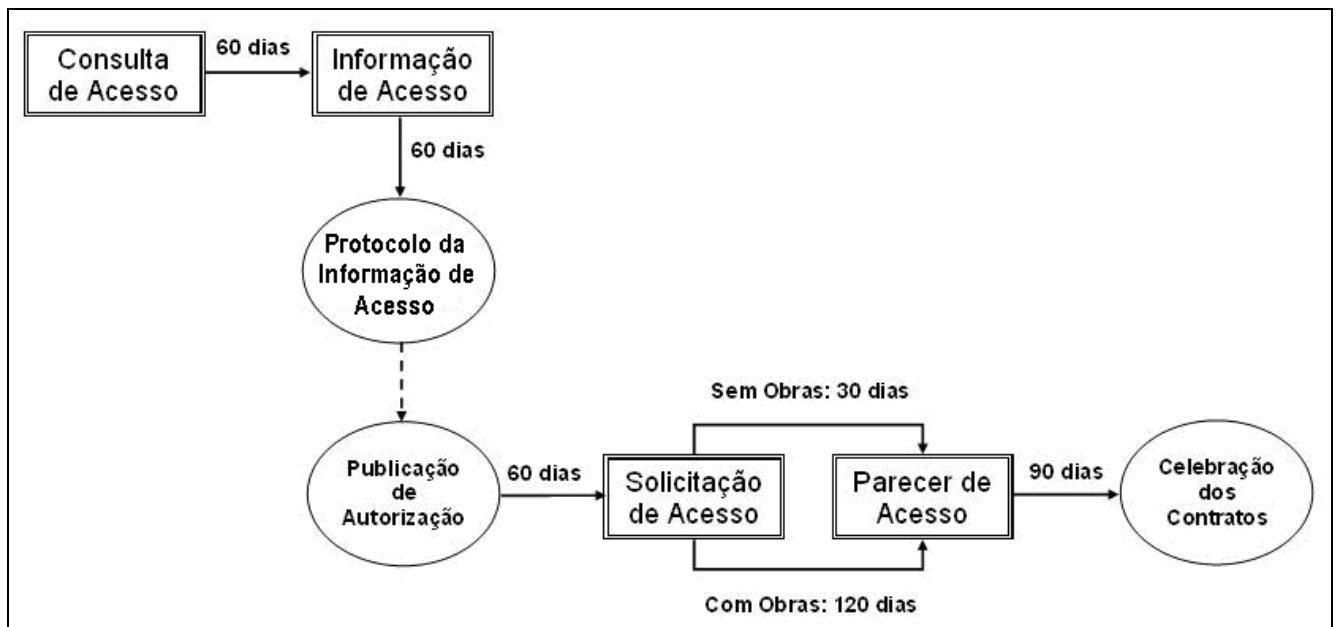 Consulta
de Acesso
60 dias
Informação
de Acesso
60 dias
Protocolo da
Informação de
Acesso
Publicação
de
Autorização
60 dias
Solicitação
de Acesso
Sem Obras: 30 dias
Com Obras: 120 dias
Parecer de
Acesso
90 dias
Celebração
dos
Contratos